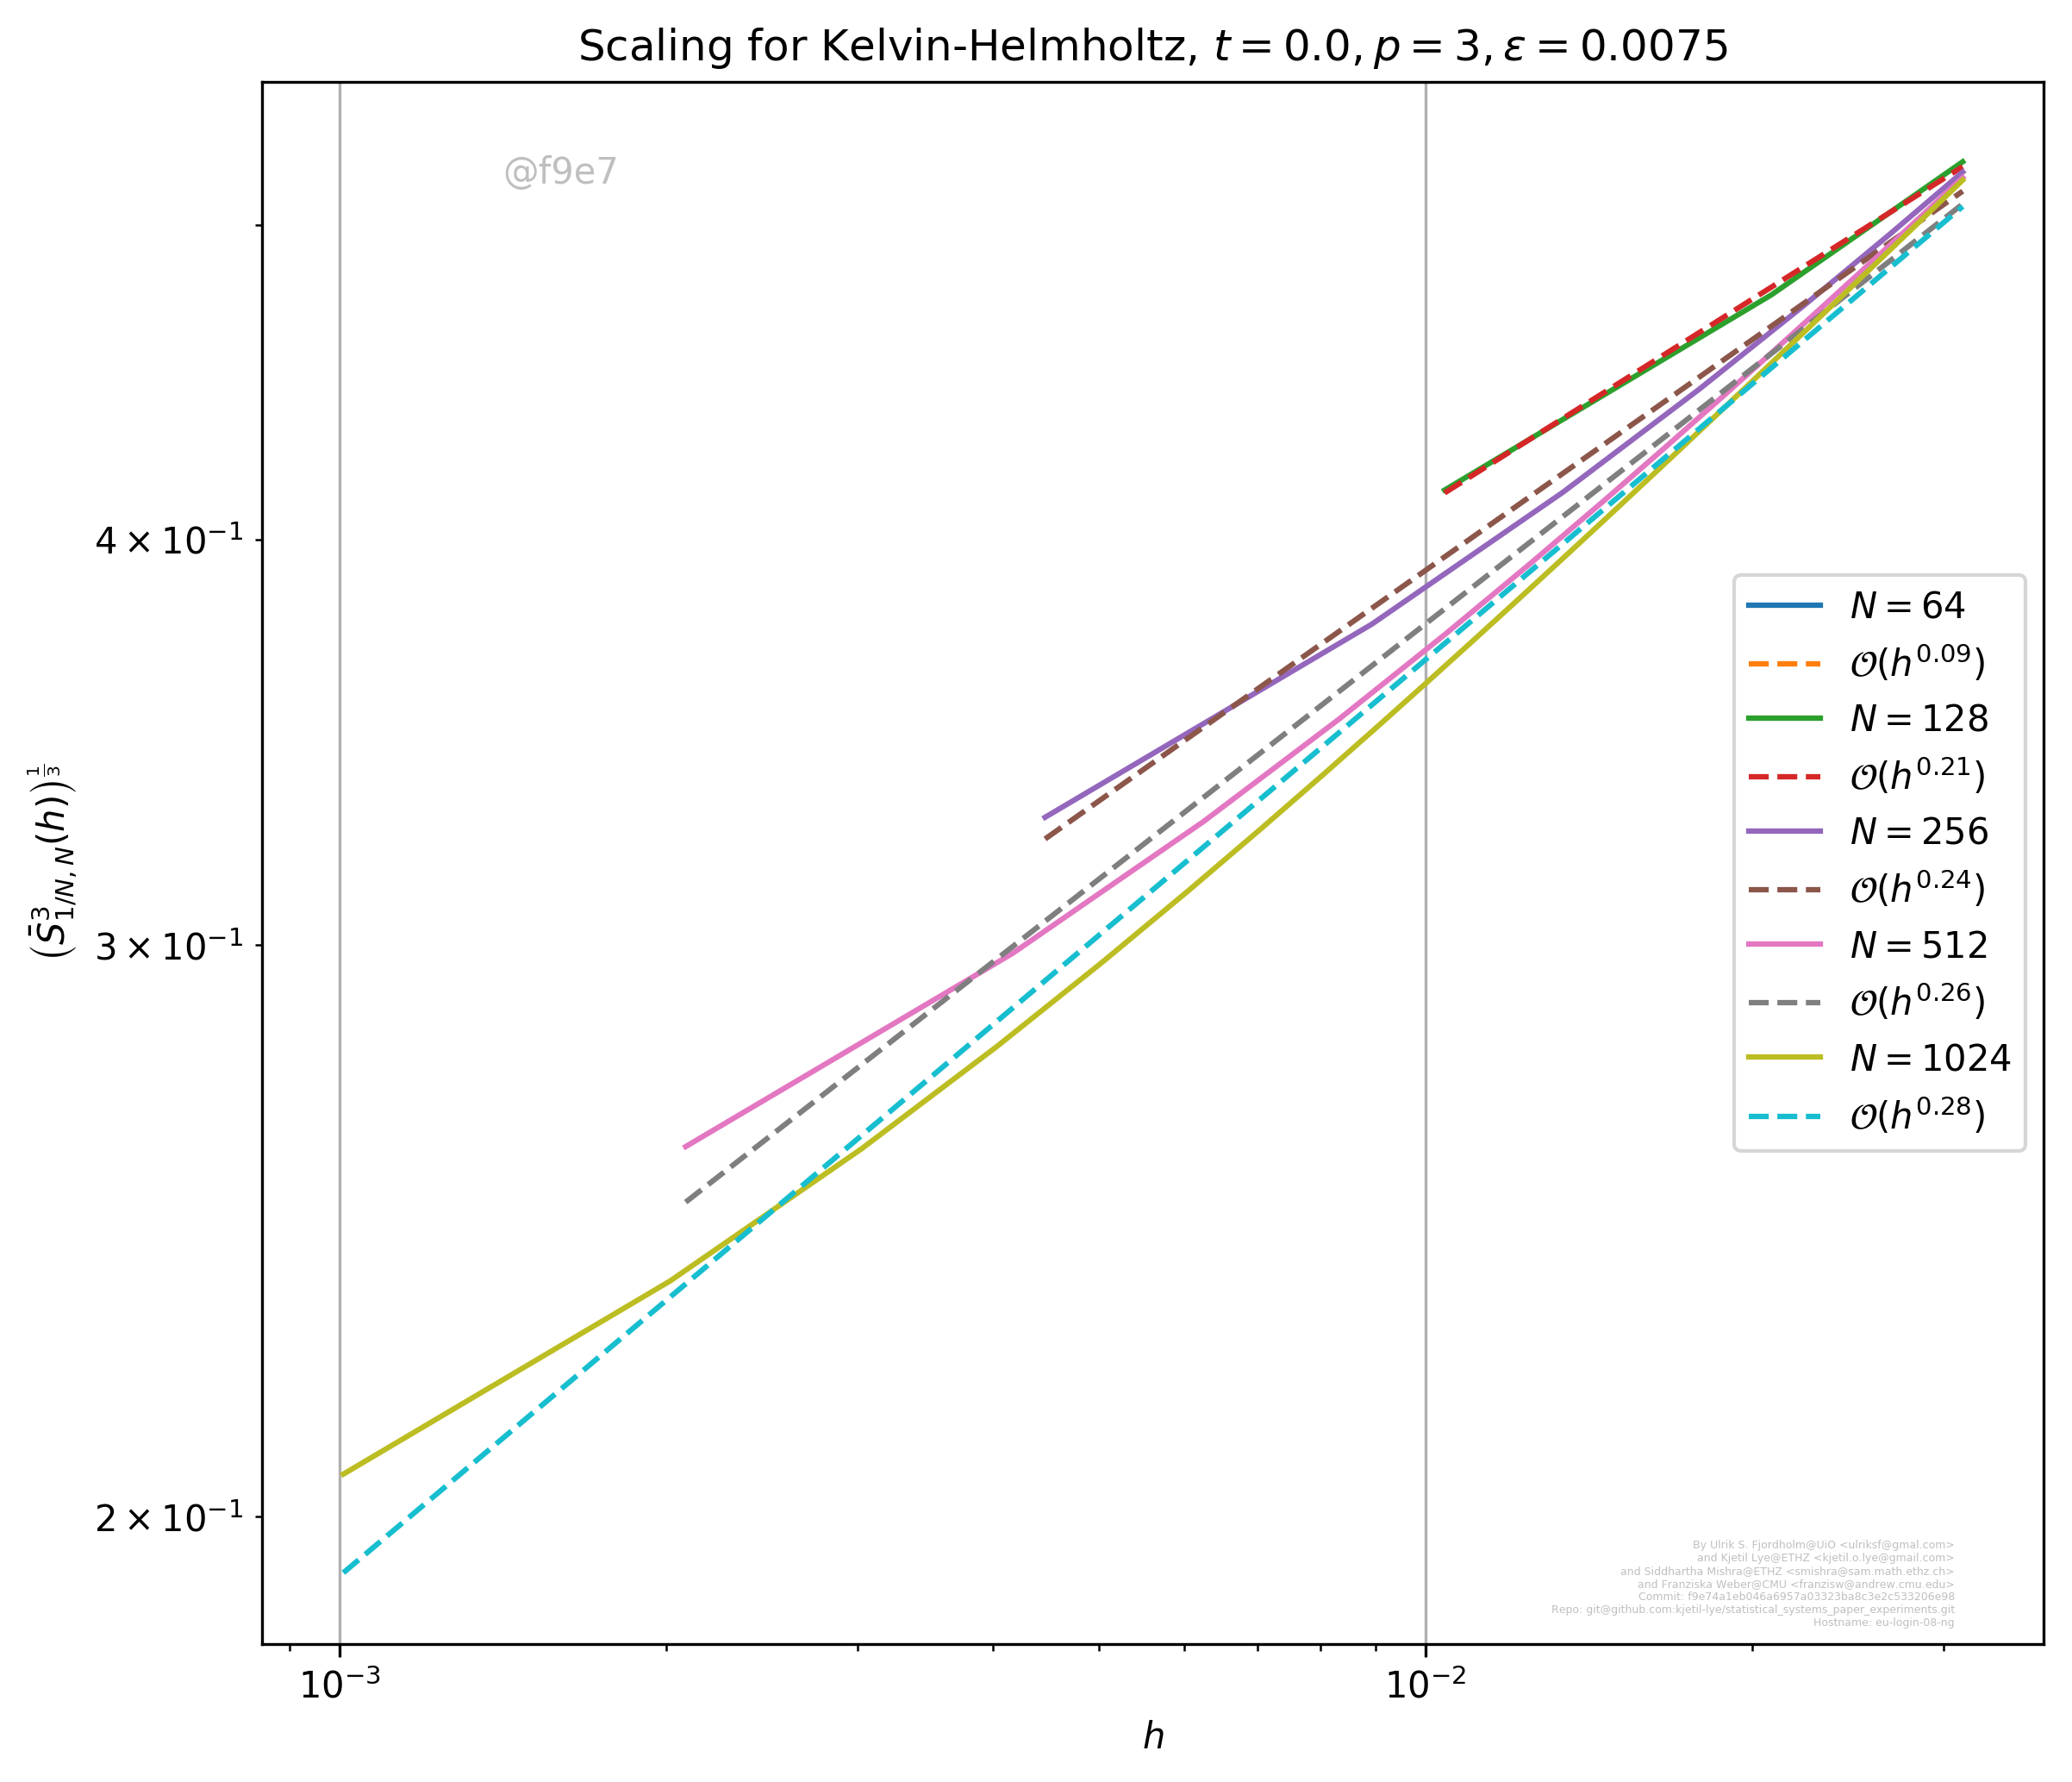 Scaling for Kelvin-Helmholtz, t = 0.0, p = 3, ε = 0.0075
@f9e7
4 × 10⁻¹
3 × 10⁻¹
2 × 10⁻¹
(S̄³₁/N, N(h))^(1/3)
N = 64
𝒪(h^0.09)
N = 128
𝒪(h^0.21)
N = 256
𝒪(h^0.24)
N = 512
𝒪(h^0.26)
N = 1024
𝒪(h^0.28)
By Ulrik S. Fjordholm@UiO <ulriksf@gmal.com>
and Kjetil Lye@ETHZ <kjetil.o.lye@gmail.com>
and Siddhartha Mishra@ETHZ <smishra@sam.math.ethz.ch>
and Franziska Weber@CMU <franzisw@andrew.cmu.edu>
Commit: f9e74a1eb046a6957a03323ba8c3e2c533206e98
Repo: git@github.com:kjetil-lye/statistical_systems_paper_experiments.git
Hostname: eu-login-08-ng
10⁻³
10⁻²
h